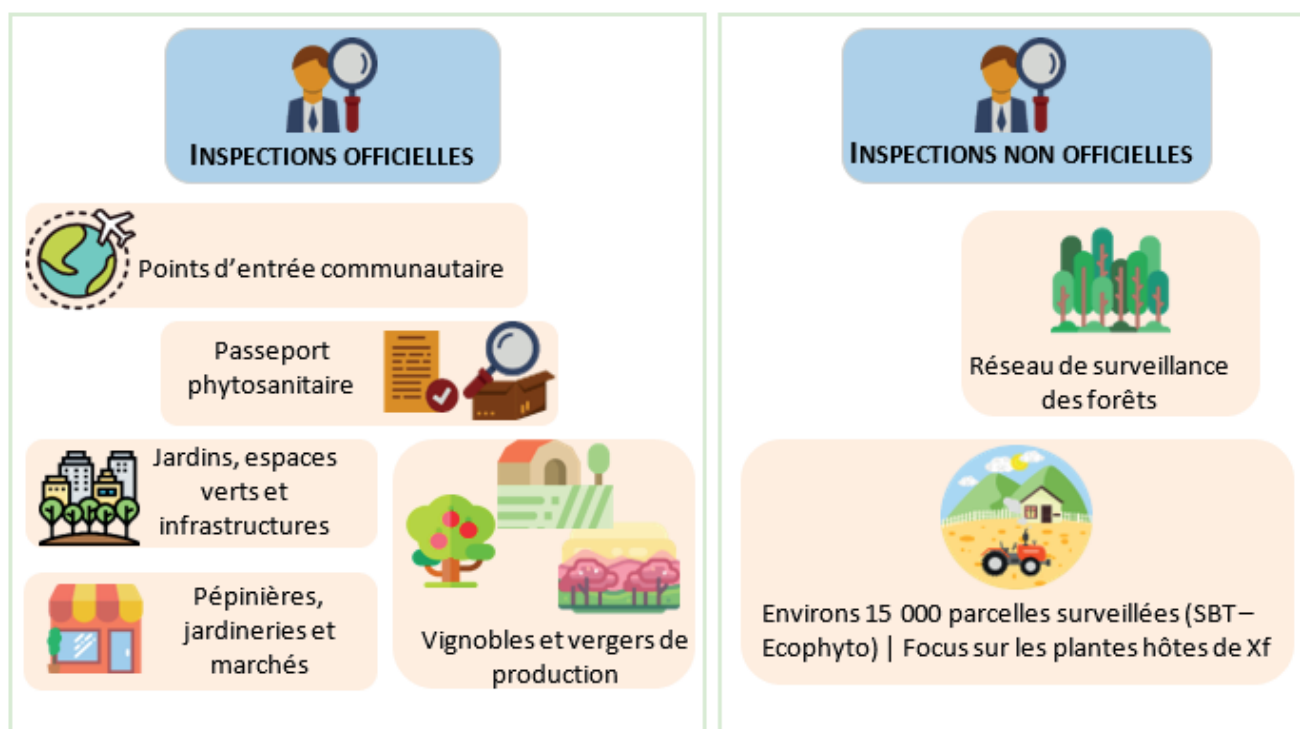 INSPECTIONS OFFICIELLES
Points d'entrée communautaire
Passeport
phytosanitaire
Jardins, espaces
verts et
infrastructures
Pépinières,
jardineries et
marchés
Vignobles et vergers de
production
INSPECTIONS NON OFFICIELLES
Réseau de surveillance
des forêts
Environs 15 000 parcelles surveillées (SBT –
Ecophyto) | Focus sur les plantes hôtes de Xf